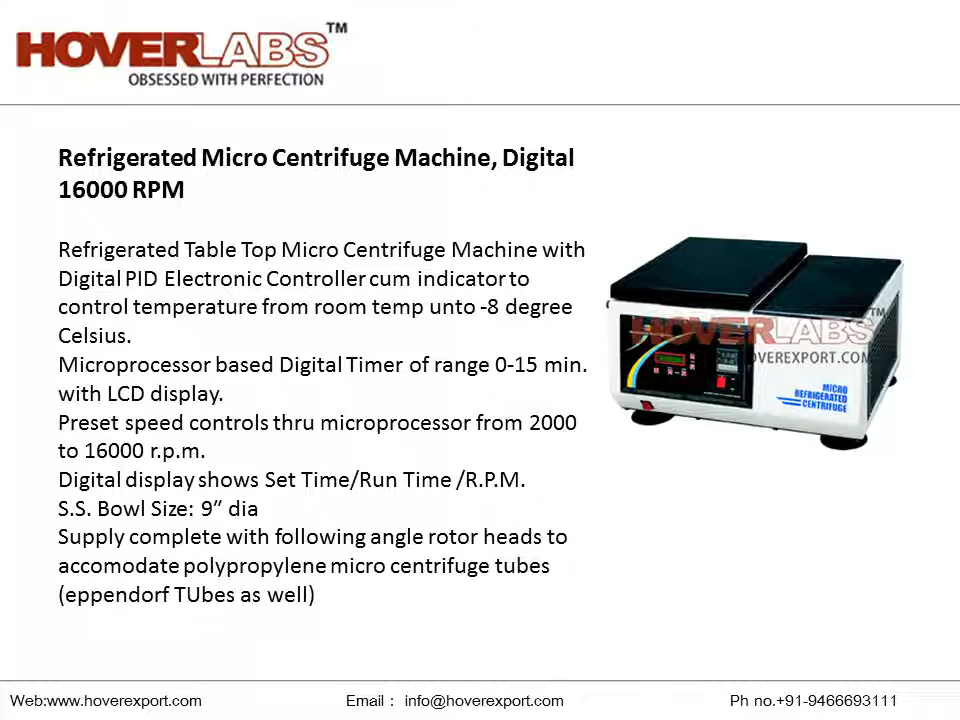 HOVERLABS™
OBSESSED WITH PERFECTION
Refrigerated Micro Centrifuge Machine, Digital
16000 RPM
Refrigerated Table Top Micro Centrifuge Machine with
Digital PID Electronic Controller cum indicator to
control temperature from room temp unto -8 degree
Celsius.
Microprocessor based Digital Timer of range 0-15 min.
with LCD display.
Preset speed controls thru microprocessor from 2000
to 16000 r.p.m.
Digital display shows Set Time/Run Time /R.P.M.
S.S. Bowl Size: 9” dia
Supply complete with following angle rotor heads to
accomodate polypropylene micro centrifuge tubes
(eppendorf TUbes as well)
HOVERLABS™
HOVEREXPORT.COM
MICRO
REFRIGERATED
CENTRIFUGE
Web:www.hoverexport.com Email : info@hoverexport.com Ph no.+91-9466693111